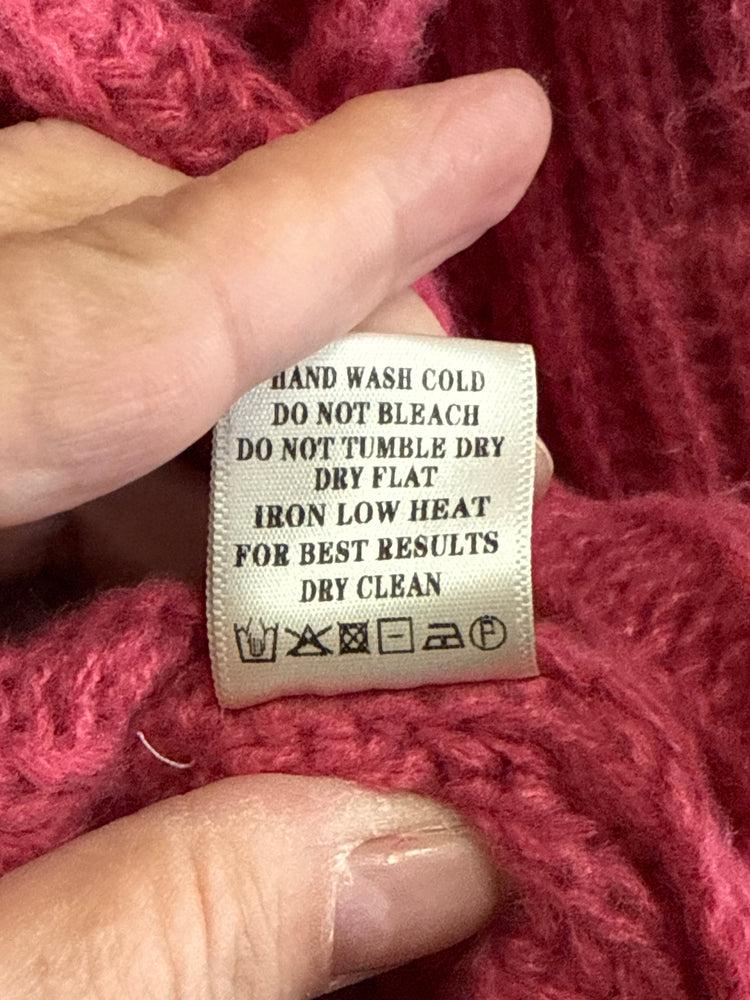 HAND WASH COLD
DO NOT BLEACH
DO NOT TUMBLE DRY
DRY FLAT
IRON LOW HEAT
FOR BEST RESULTS
DRY CLEAN
P